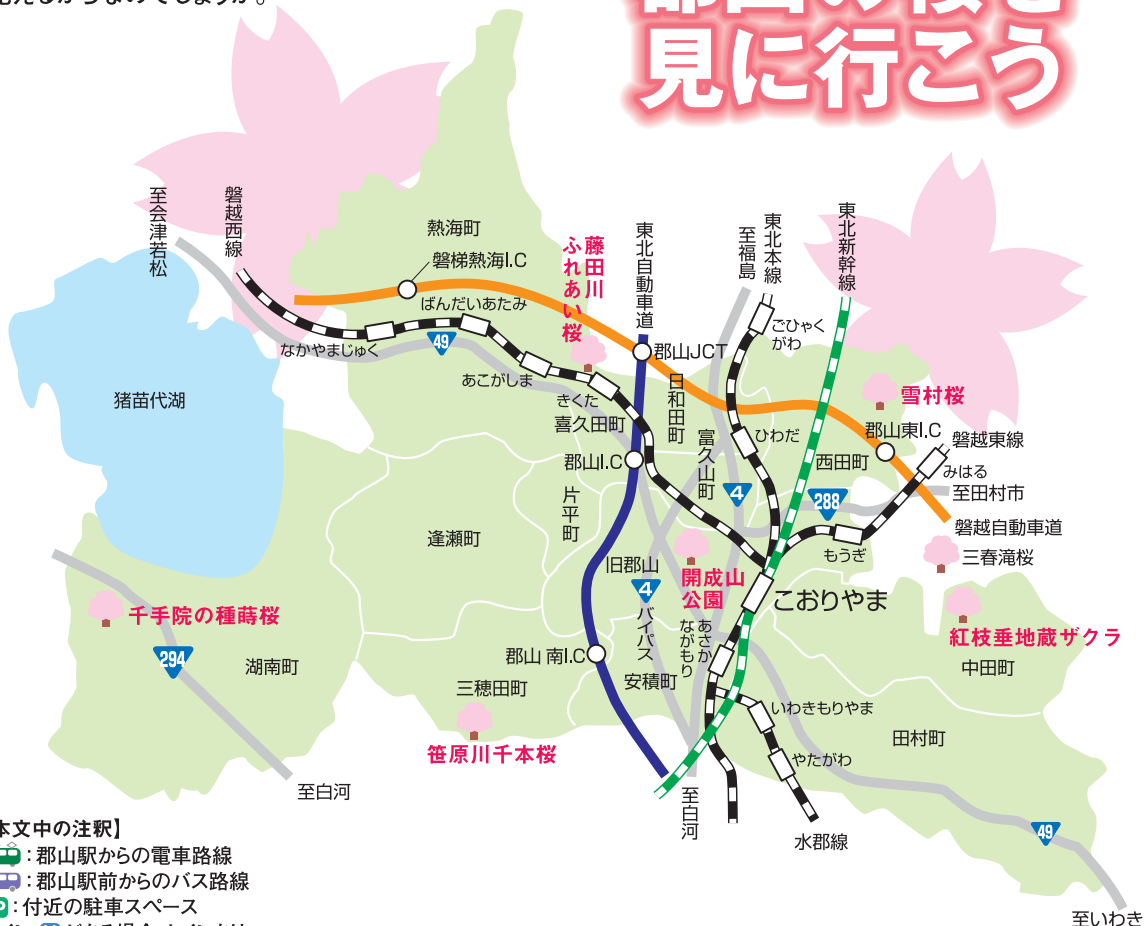 見に行こう
至会津若松
磐越西線
熱海町
磐梯熱海I.C
ばんだいあたみ
藤田川
ふれあい桜
東北自動車道
至福島
東北本線
東北新幹線
ごひゃく
がわ
なかやまじゅく
49
あこがしま
きくた
喜久田町
郡山JCT
日和田町
雪村桜
猪苗代湖
郡山I.C
富久山町
ひわだ
西田町
郡山東I.C
磐越東線
みはる
至田村市
磐越自動車道
4
288
片平町
逢瀬町
もうぎ
三春滝桜
旧郡山
開成山
公園
4
バイパス
こおりやま
千手院の種蒔桜
294
湖南町
紅枝垂地蔵ザクラ
中田町
あさか
ながもり
郡山南I.C
安積町
三穂田町
笹原川千本桜
いわきもりやま
やたがわ
田村町
至白河
至白河
水郡線
49
至いわき
本文中の注釈】
：郡山駅からの電車路線
：郡山駅前からのバス路線
：付近の駐車スペース